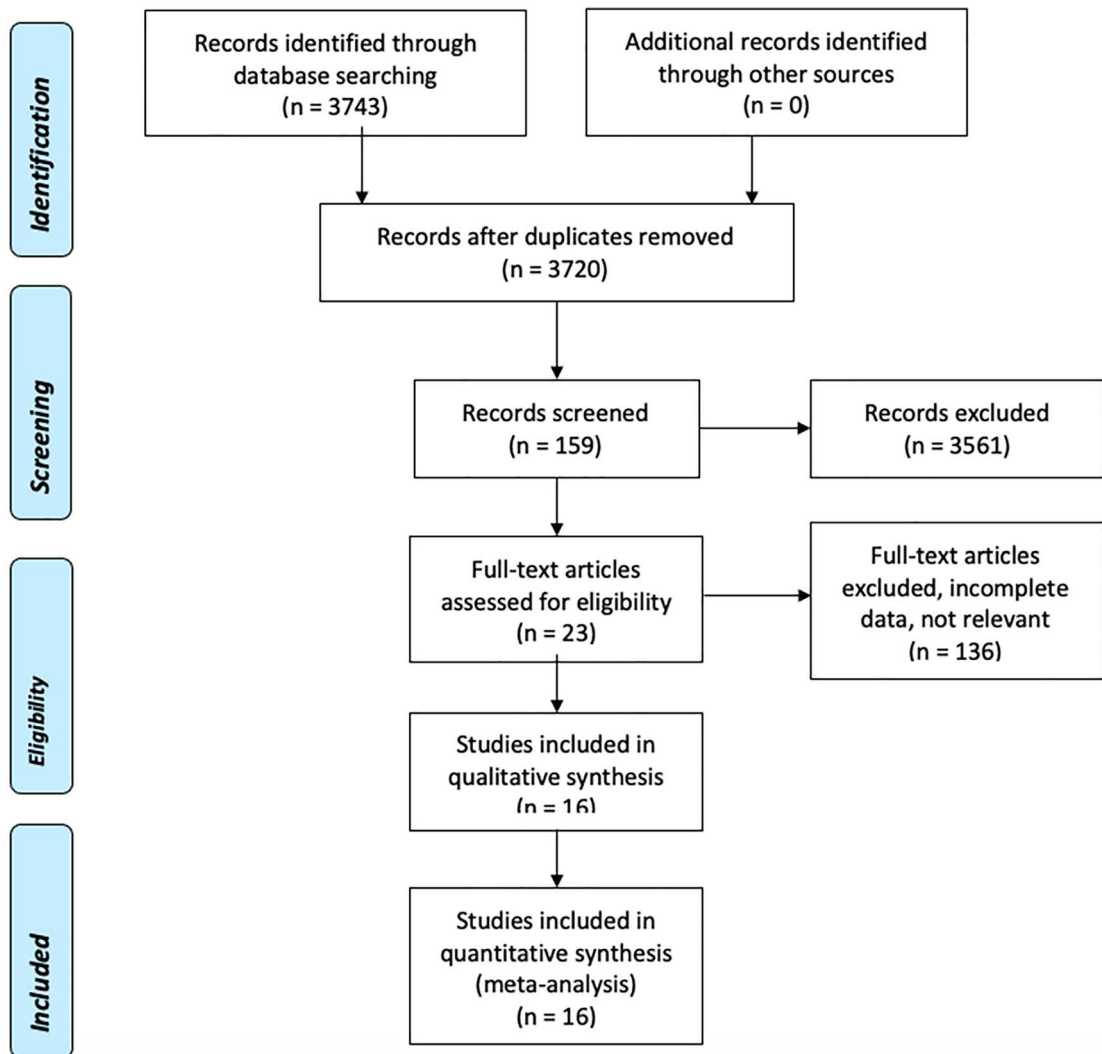 Identification
Records identified through
database searching
(n = 3743)
Additional records identified
through other sources
(n = 0)
Records after duplicates removed
(n = 3720)
Screening
Records screened
(n = 159)
Records excluded
(n = 3561)
Eligibility
Full-text articles
assessed for eligibility
(n = 23)
Full-text articles
excluded, incomplete
data, not relevant
(n = 136)
Studies included in
qualitative synthesis
(n = 16)
Included
Studies included in
quantitative synthesis
(meta-analysis)
(n = 16)